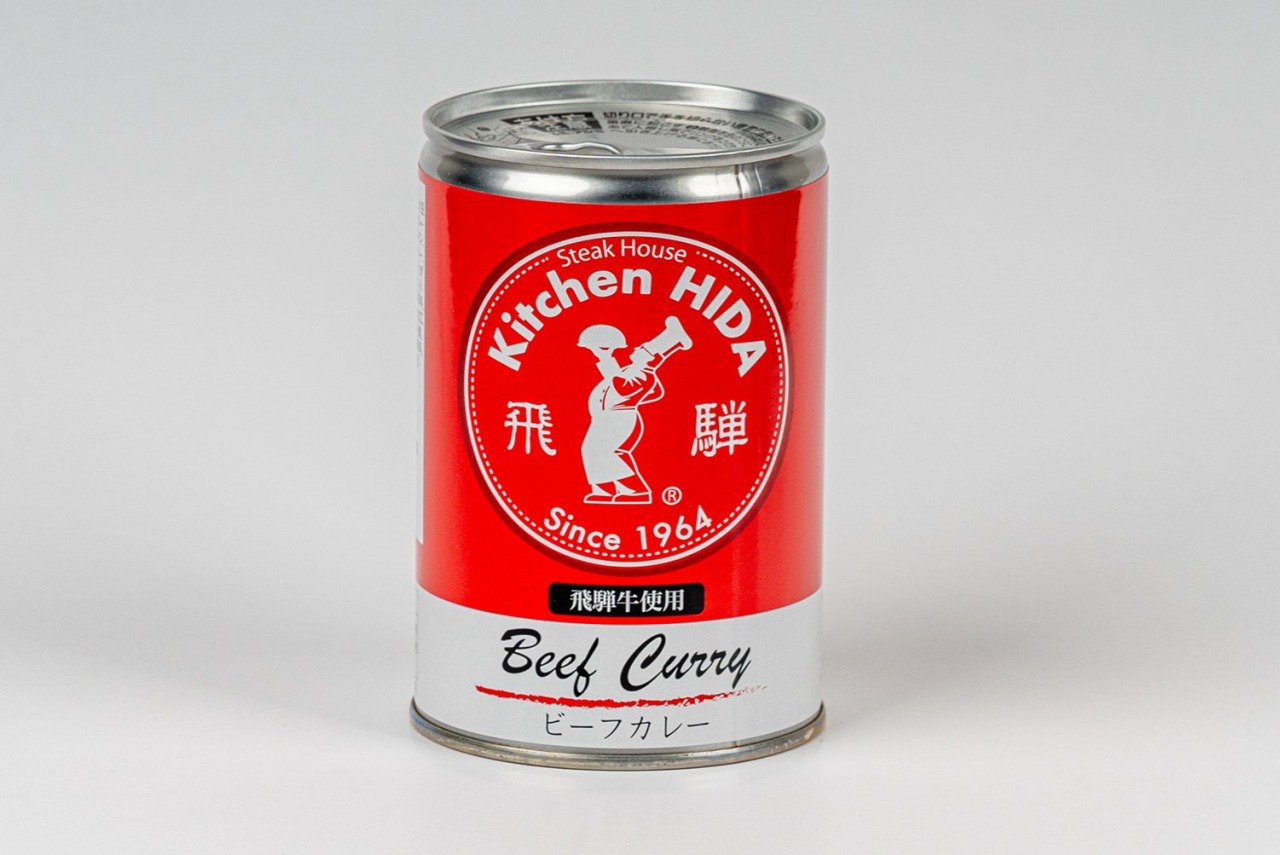 Steak House
Kitchen HIDA
飛 騨
®
Since 1964
飛騨牛使用
Beef Curry
ビーフカレー